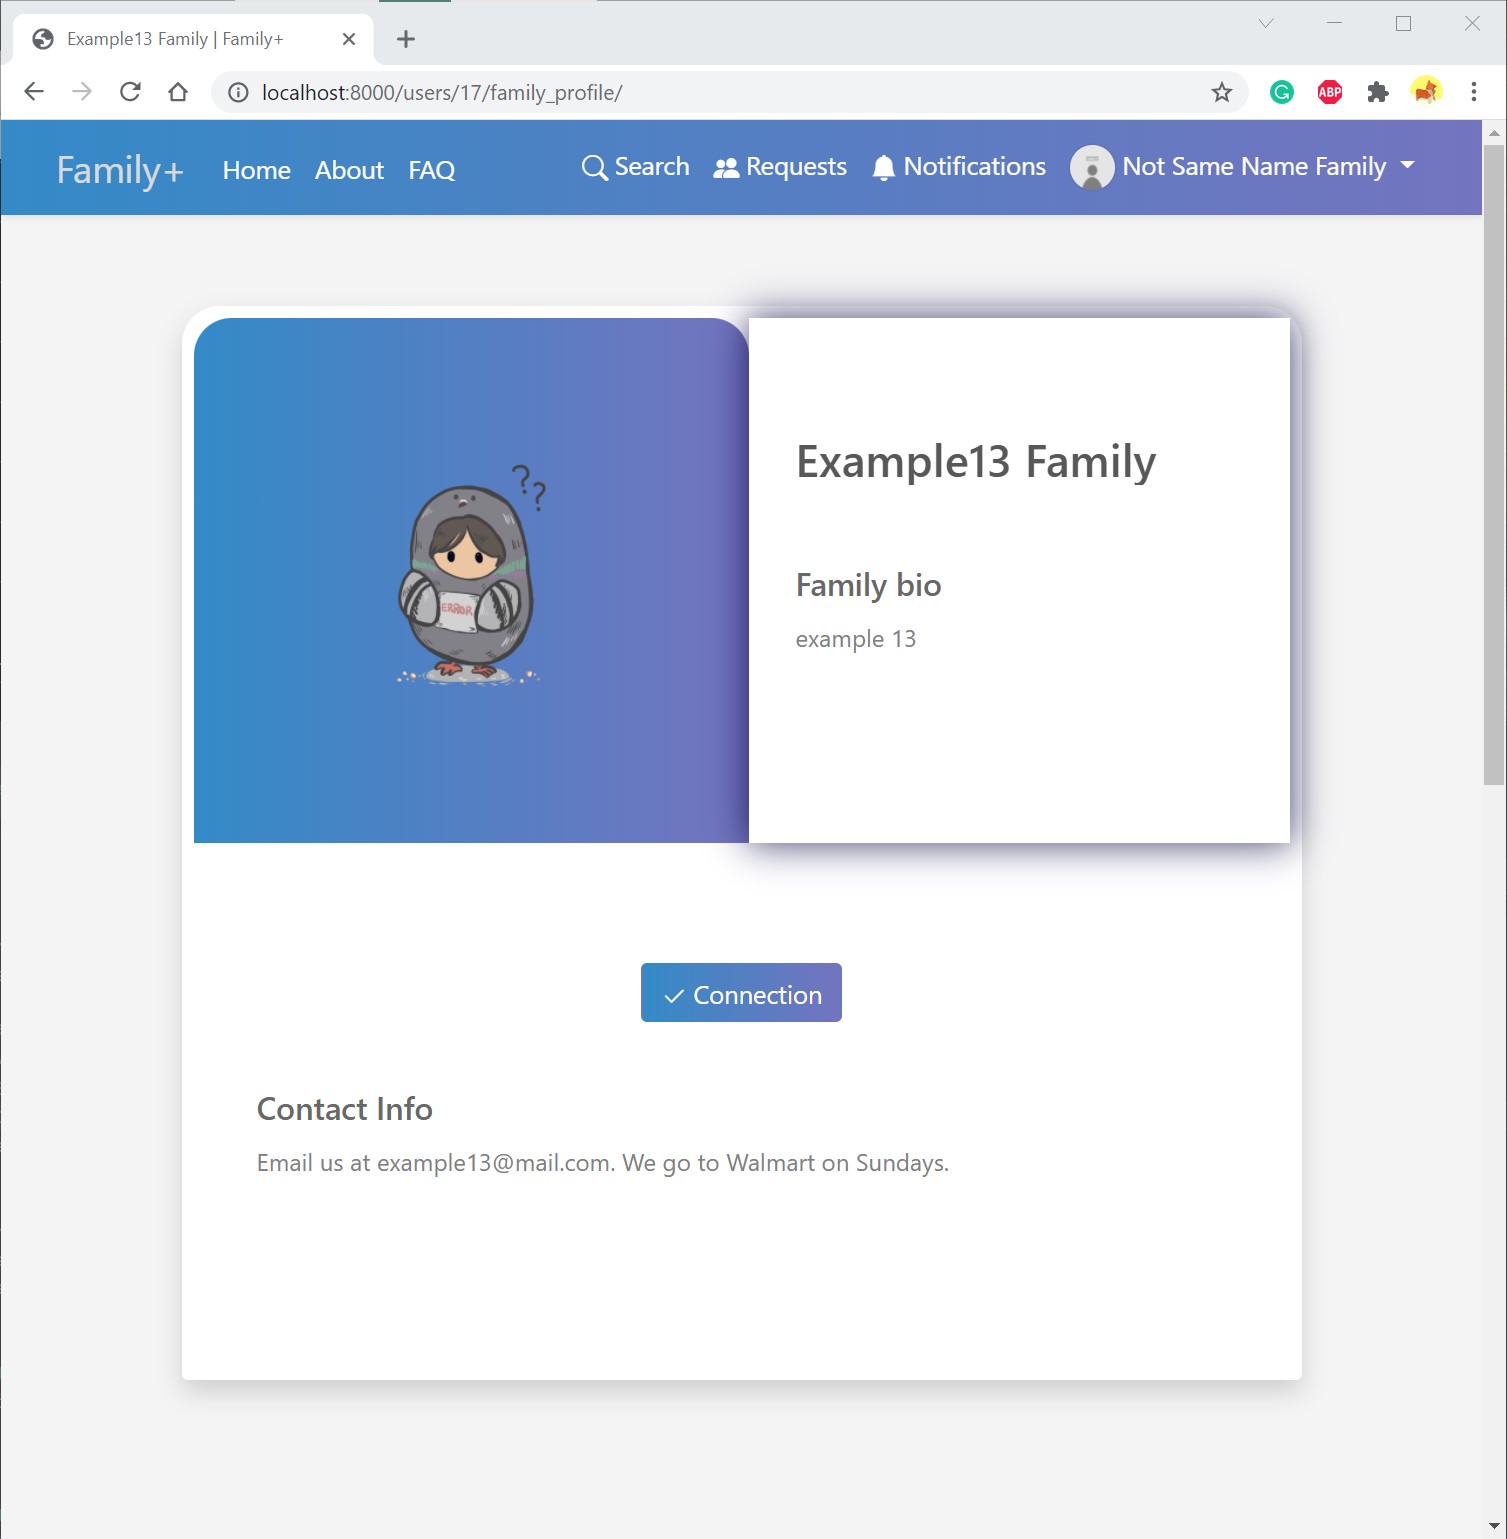 Example13 Family | Family+
localhost:8000/users/17/family_profile/
ABP
Family+ Home About FAQ Search Requests Notifications Not Same Name Family
??
ERROR
Example13 Family
Family bio
example 13
Connection
Contact Info
Email us at example13@mail.com. We go to Walmart on Sundays.